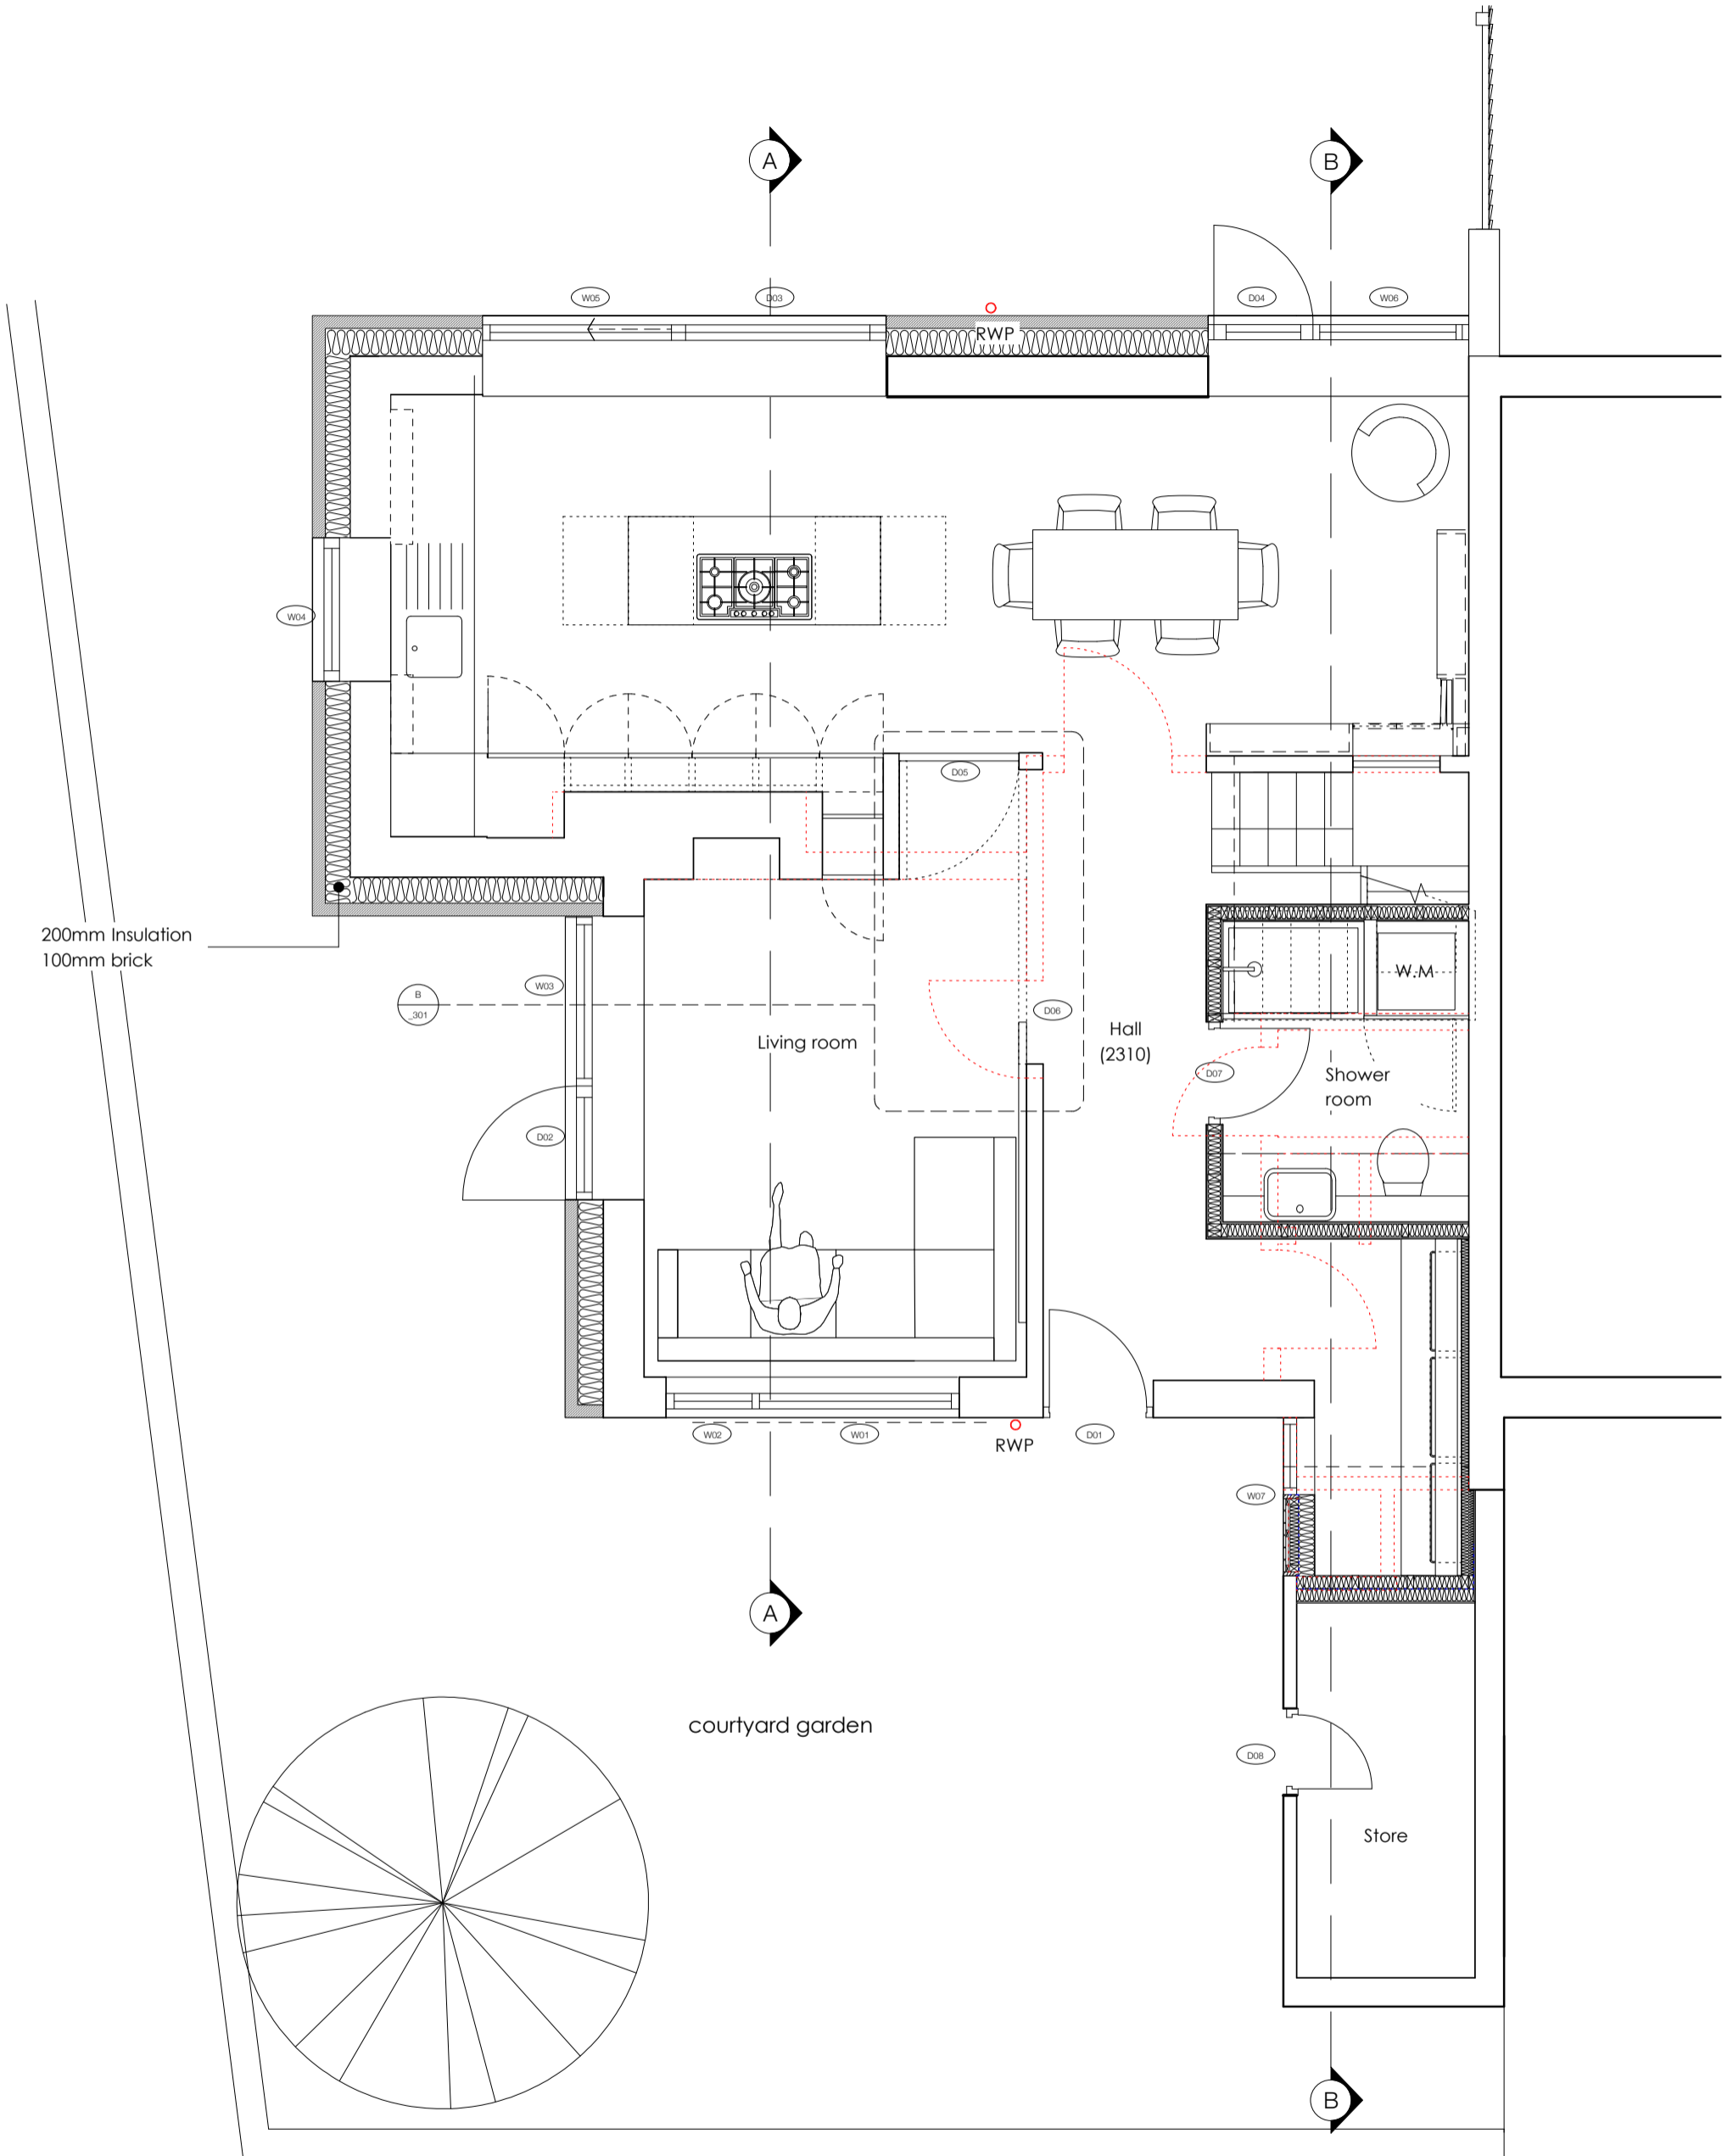 A
B
W05
D03
D04
W06
RWP
W04
D05
200mm Insulation
100mm brick
W.M
B
_301
W03
D06
Living room
Hall
(2310)
D07
Shower
room
D02
W02
W01
RWP
D01
W07
A
courtyard garden
D08
Store
B